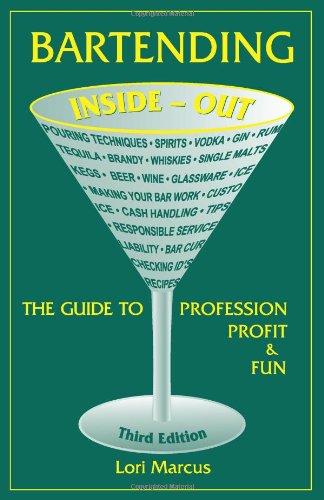 BARTENDING
INSIDE – OUT
POURING TECHNIQUES • SPIRITS • VODKA • GIN • RUM
TEQUILA • BRANDY • WHISKIES • SINGLE MALTS
KEGS • BEER • WINE • GLASSWARE • ICE
• MAKING YOUR BAR WORK • CUSTO
ICE • CASH HANDLING • TIPS
RESPONSIBLE SERVICE
IABILITY • BAR CUR
CHECKING ID'S
RECIPES
THE GUIDE TO PROFESSION
PROFIT
&
FUN
Third Edition
Lori Marcus